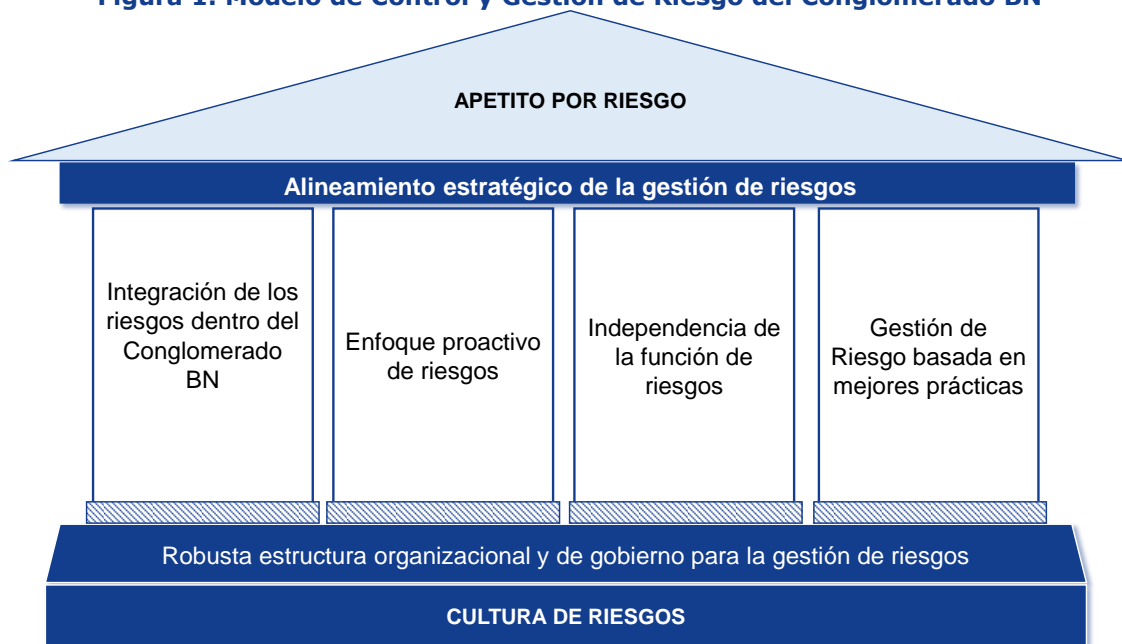 Figura 1. Modelo de Control y Gestión de Riesgo del Conglomerado BN
APETITO POR RIESGO
Alineamiento estratégico de la gestión de riesgos
Integración de los
riesgos dentro del
Conglomerado
BN
Enfoque proactivo
de riesgos
Independencia de
la función de
riesgos
Gestión de
Riesgo basada en
mejores prácticas
Robusta estructura organizacional y de gobierno para la gestión de riesgos
CULTURA DE RIESGOS